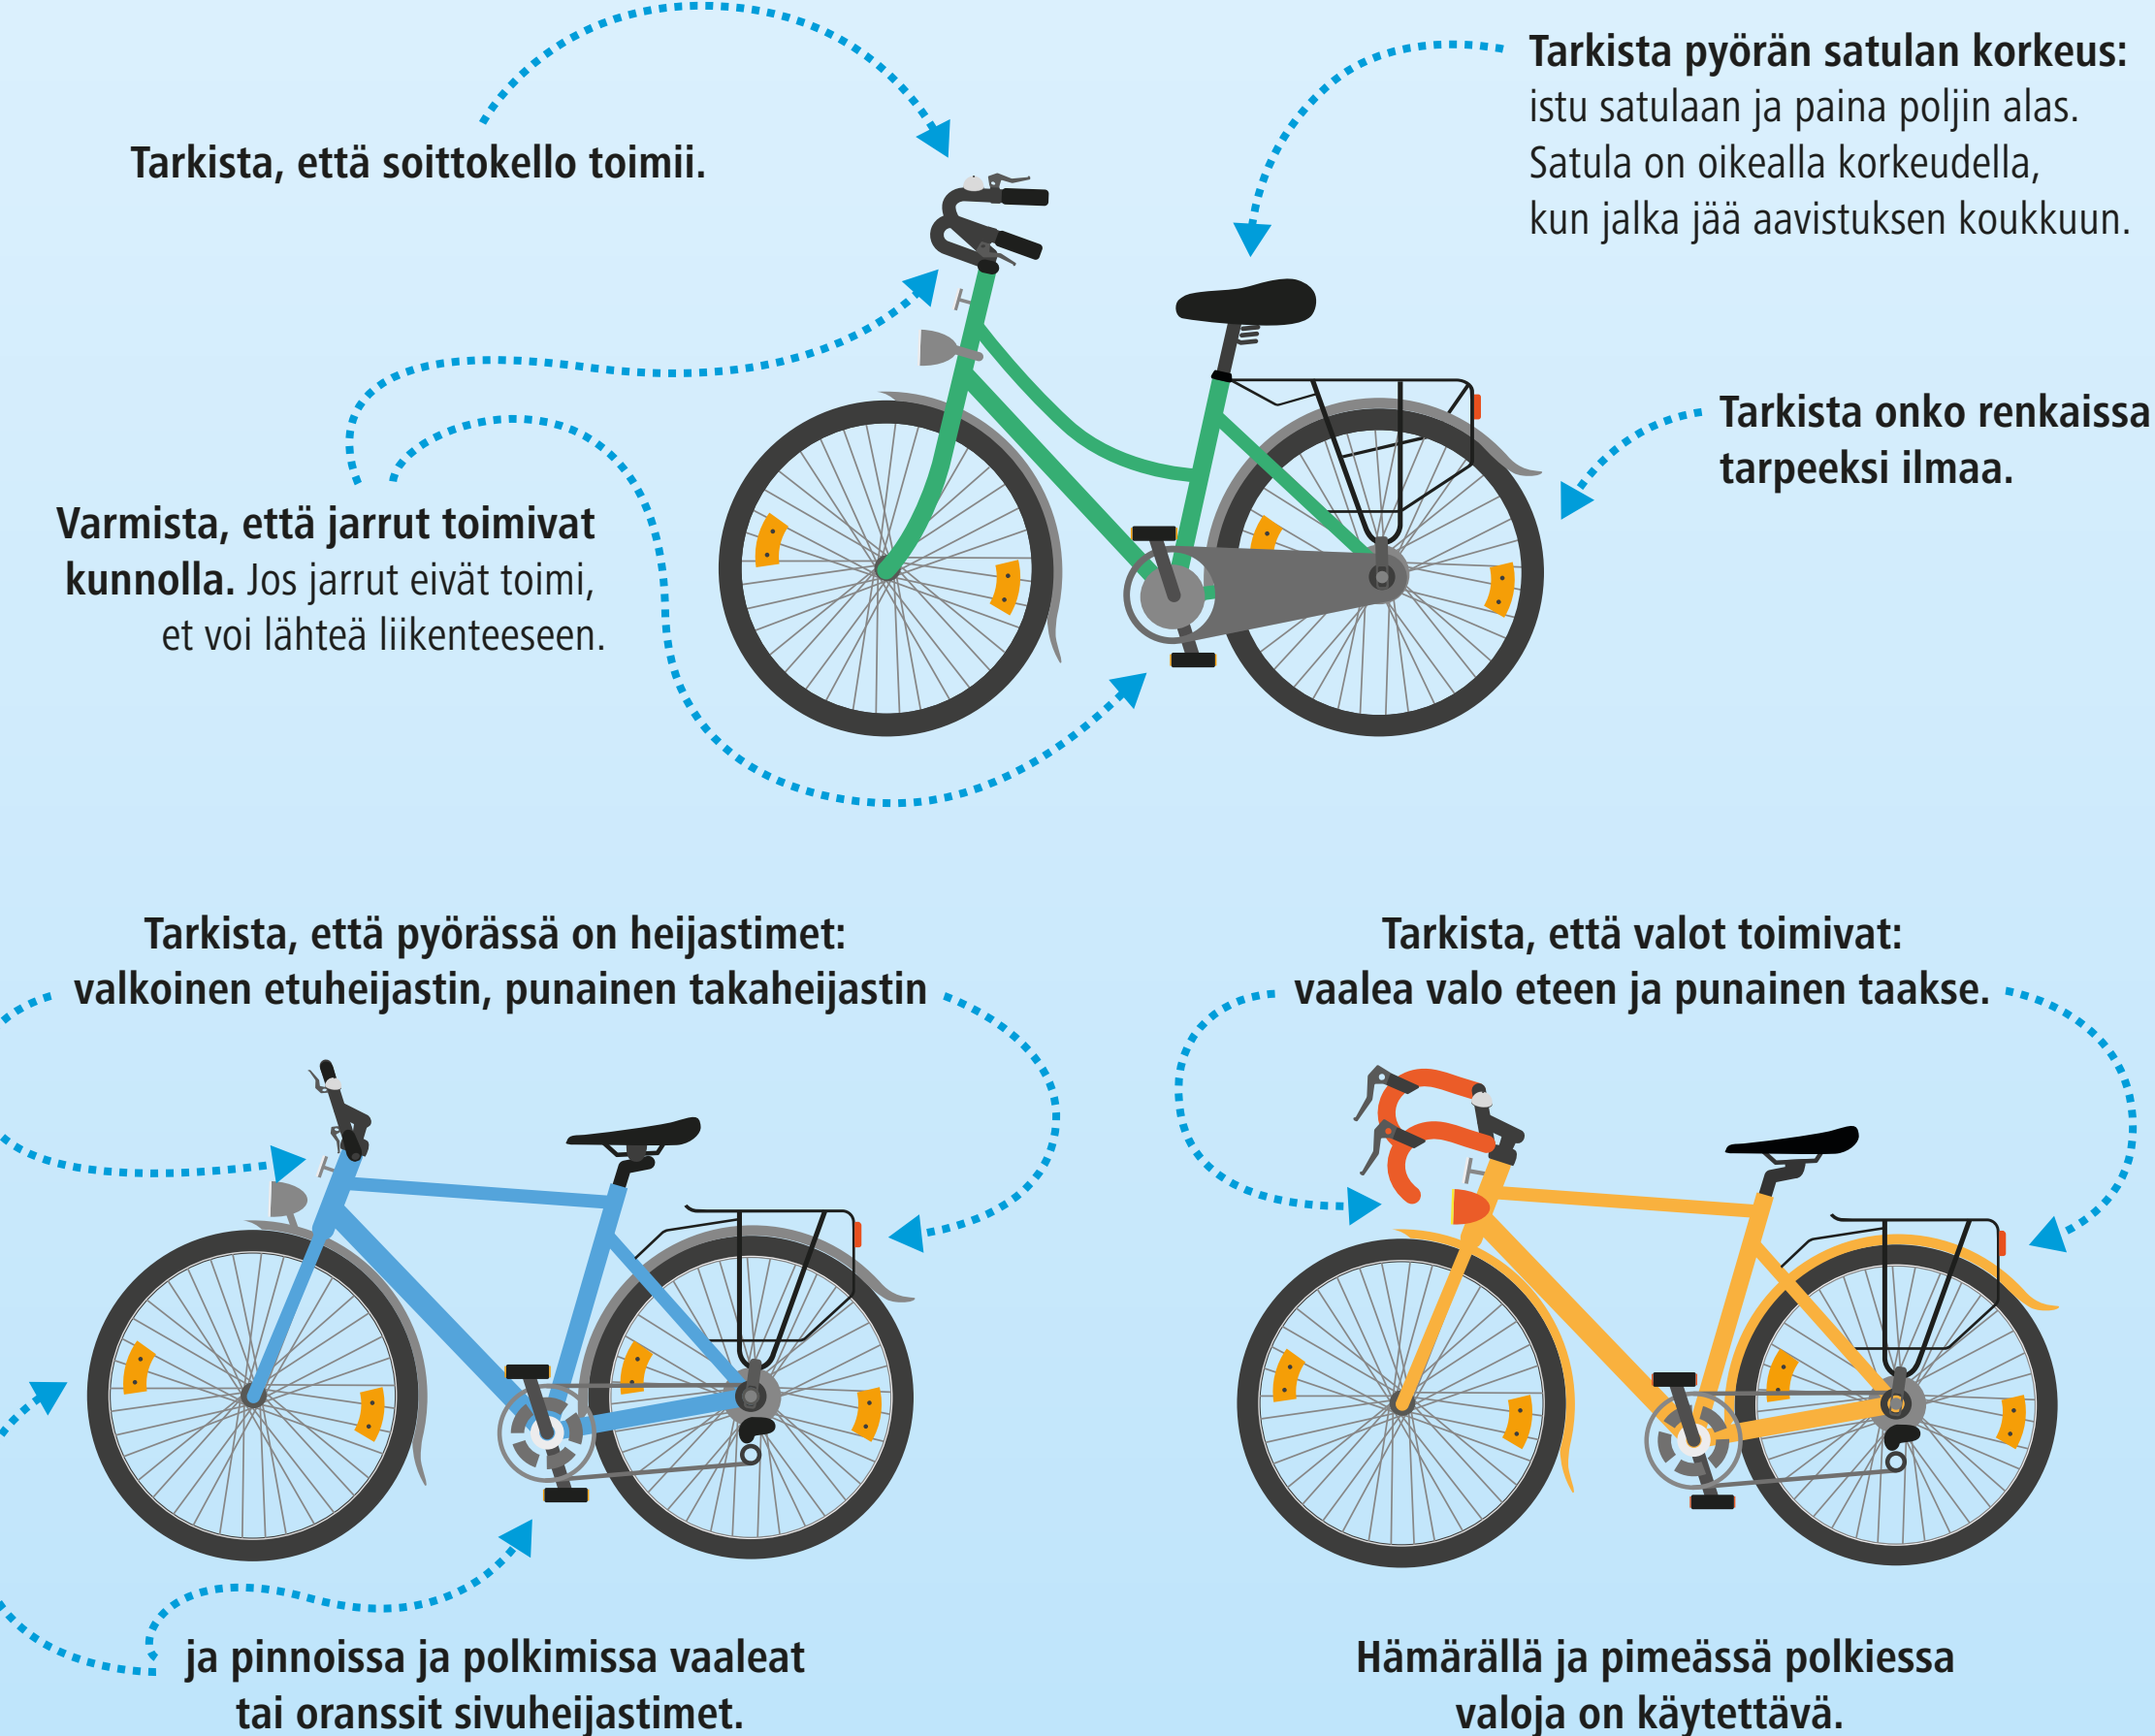 Tarkista, että soittokello toimii.
Tarkista pyörän satulan korkeus:
istu satulaan ja paina poljin alas.
Satula on oikealla korkeudella,
kun jalka jää aavistuksen koukkuun.
Tarkista onko renkaissa
tarpeeksi ilmaa.
Varmista, että jarrut toimivat
kunnolla. Jos jarrut eivät toimi,
et voi lähteä liikenteeseen.
Tarkista, että pyörässä on heijastimet:
valkoinen etuheijastin, punainen takaheijastin
ja pinnoissa ja polkimissa vaaleat
tai oranssit sivuheijastimet.
Tarkista, että valot toimivat:
vaalea valo eteen ja punainen taakse.
Hämärällä ja pimeässä polkiessa
valoja on käytettävä.